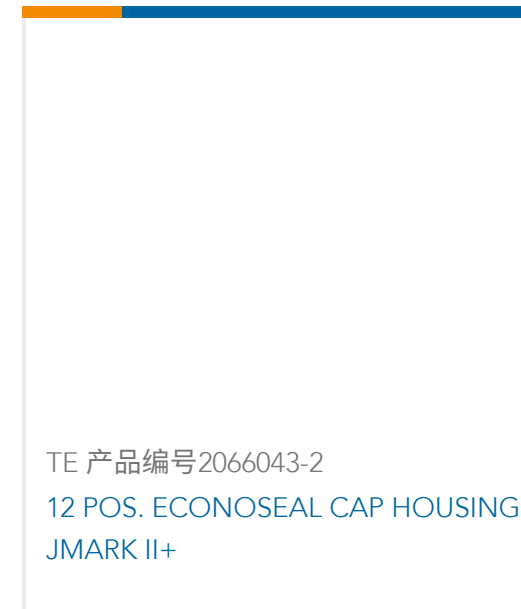 TE 产品编号2066043-2
12 POS. ECONOSEAL CAP HOUSING
JMARK II+